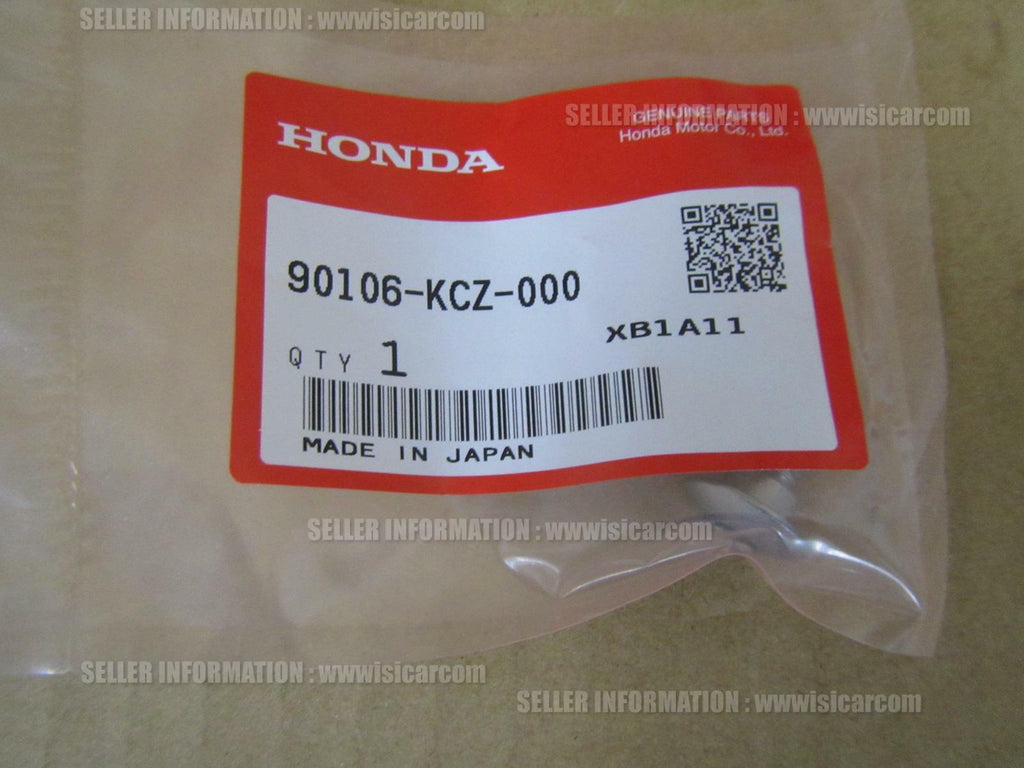 SELLER INFORMATION : wwwisicarcom
SELLER INFORMATION : wwwisicarcom
GENUINE PARTS
Honda Motor Co., Ltd.
HONDA
90106-KCZ-000
XB1A11
QTY 1
MADE IN JAPAN
SELLER INFORMATION : wwwisicarcom
SELLER INFORMATION : wwwisicarcom
SELLER INFORMATION : wwwisicarcom